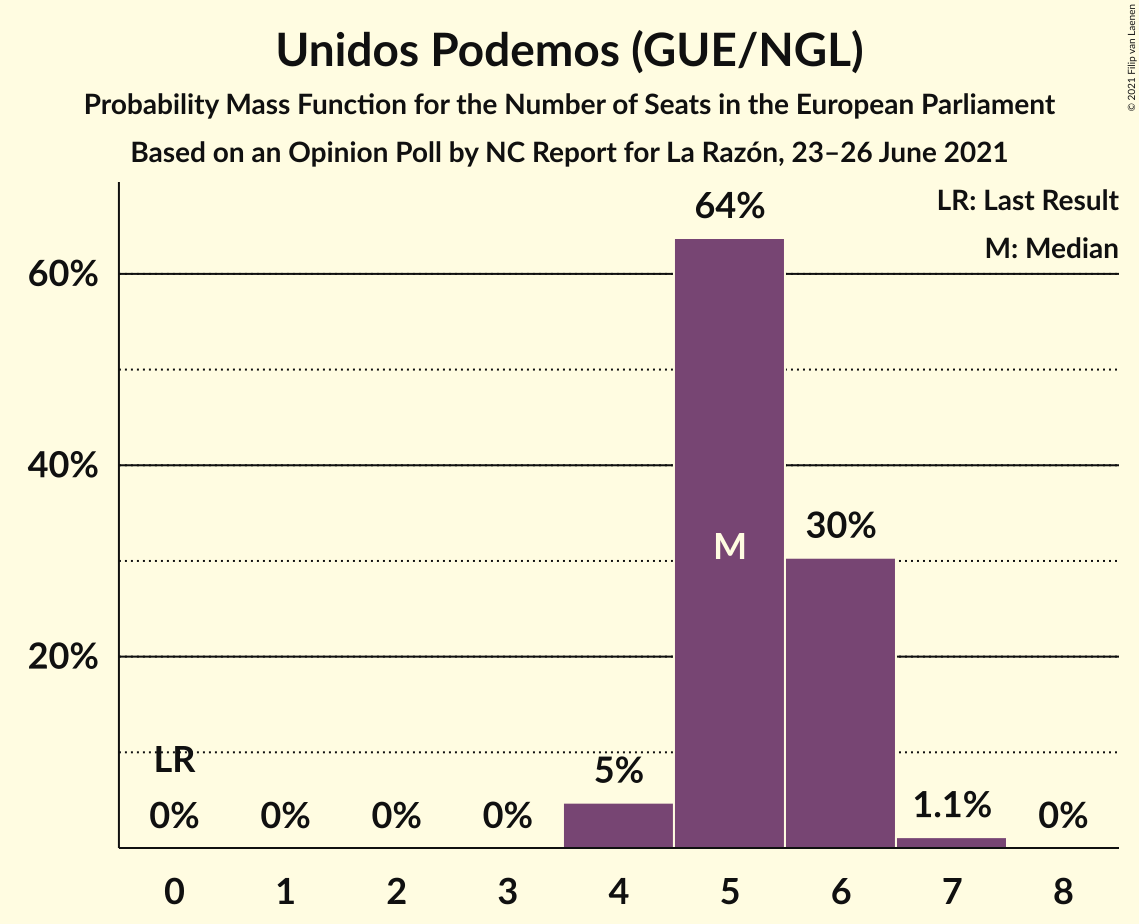 Unidos Podemos (GUE/NGL)
Probability Mass Function for the Number of Seats in the European Parliament
Based on an Opinion Poll by NC Report for La Razón, 23–26 June 2021
© 2021 Filip van Laenen
LR: Last Result
M: Median
64%
60%
40%
M
30%
20%
LR
0%
0%
0%
0%
5%
1.1%
0%
0 1 2 3 4 5 6 7 8